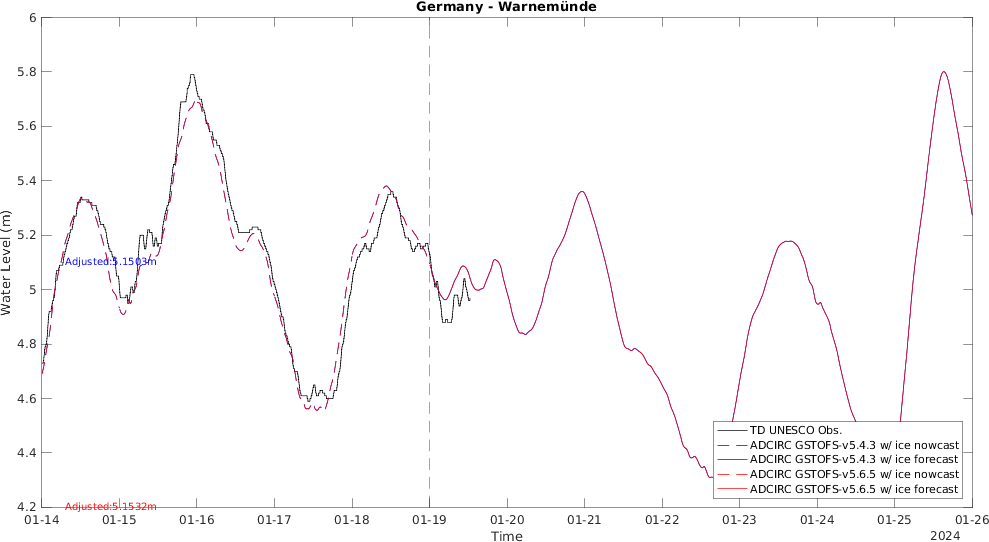 Germany - Warnemünde
6
5.8
5.6
5.4
5.2
5
4.8
4.6
4.4
4.2
Water Level (m)
Adjusted:5.1503m
Adjusted:5.1532m
TD UNESCO Obs.
ADCIRC GSTOFS-v5.4.3 w/ ice nowcast
ADCIRC GSTOFS-v5.4.3 w/ ice forecast
ADCIRC GSTOFS-v5.6.5 w/ ice nowcast
ADCIRC GSTOFS-v5.6.5 w/ ice forecast
01-14 01-15 01-16 01-17 01-18 01-19 01-20 01-21 01-22 01-23 01-24 01-25 01-26
Time
2024